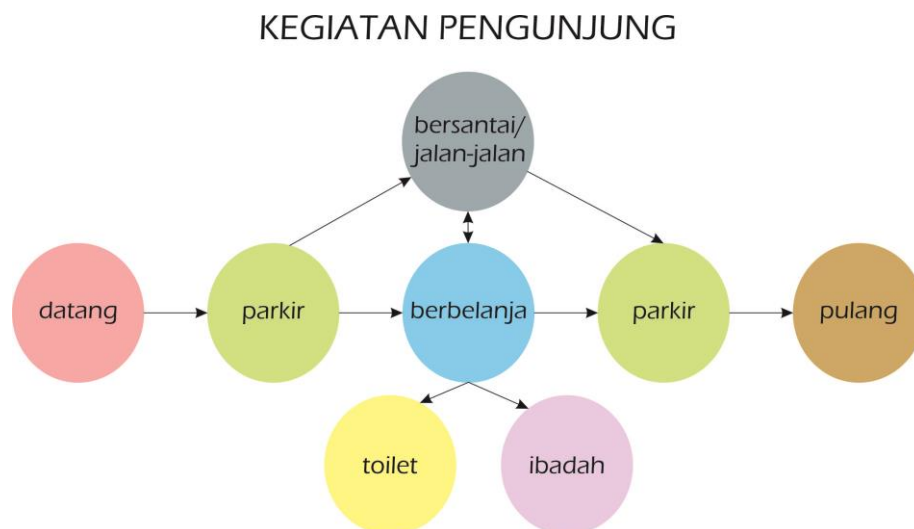 KEGIATAN PENGUNJUNG
bersantai/
jalan-jalan
datang
parkir
berbelanja
parkir
pulang
toilet
ibadah